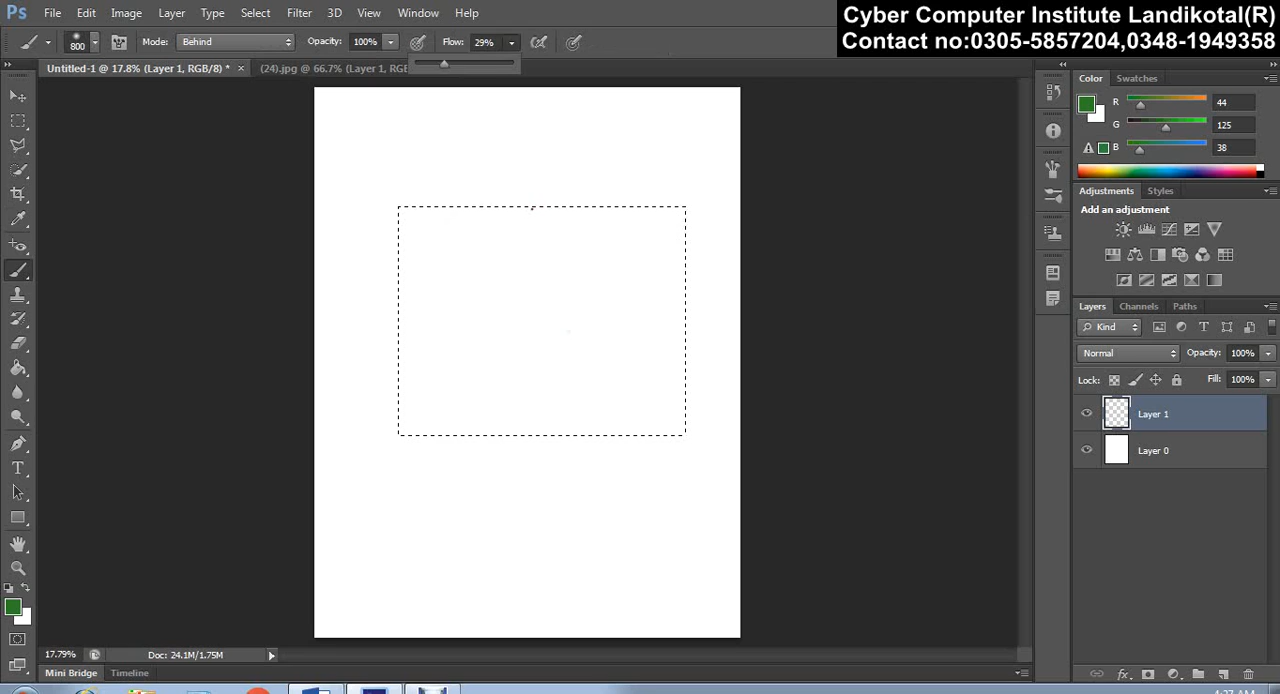 Cyber Computer Institute Landikotal(R)
Contact no:0305-5857204,0348-1949358
Ps File Edit Image Layer Type Select Filter 3D View Window Help
800 Mode: Behind Opacity: 100% Flow: 29%
Untitled-1 @ 17.8% (Layer 1, RGB/8) * × (24).jpg @ 66.7% (Layer 1, RGB
Color Swatches
R 44
G 125
B 38
Adjustments Styles
Add an adjustment
Layers Channels Paths
Kind
Normal Opacity: 100%
Lock: Fill: 100%
Layer 1
Layer 0
17.79% Doc: 24.1M/1.75M
Mini Bridge Timeline